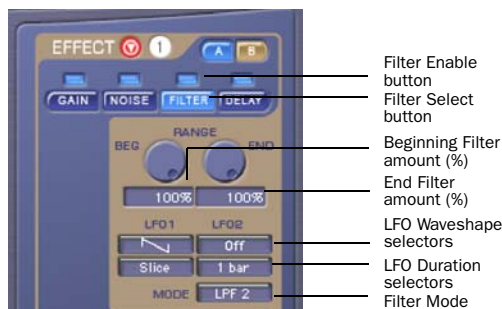 EFFECT 1 A B
GAIN NOISE FILTER DELAY
RANGE
BEG END
100% 100%
LFO1 LFO2
Off
Slice 1 bar
MODE LPF 2
Filter Enable
button
Filter Select
button
Beginning Filter
amount (%)
End Filter
amount (%)
LFO Waveshape
selectors
LFO Duration
selectors
Filter Mode